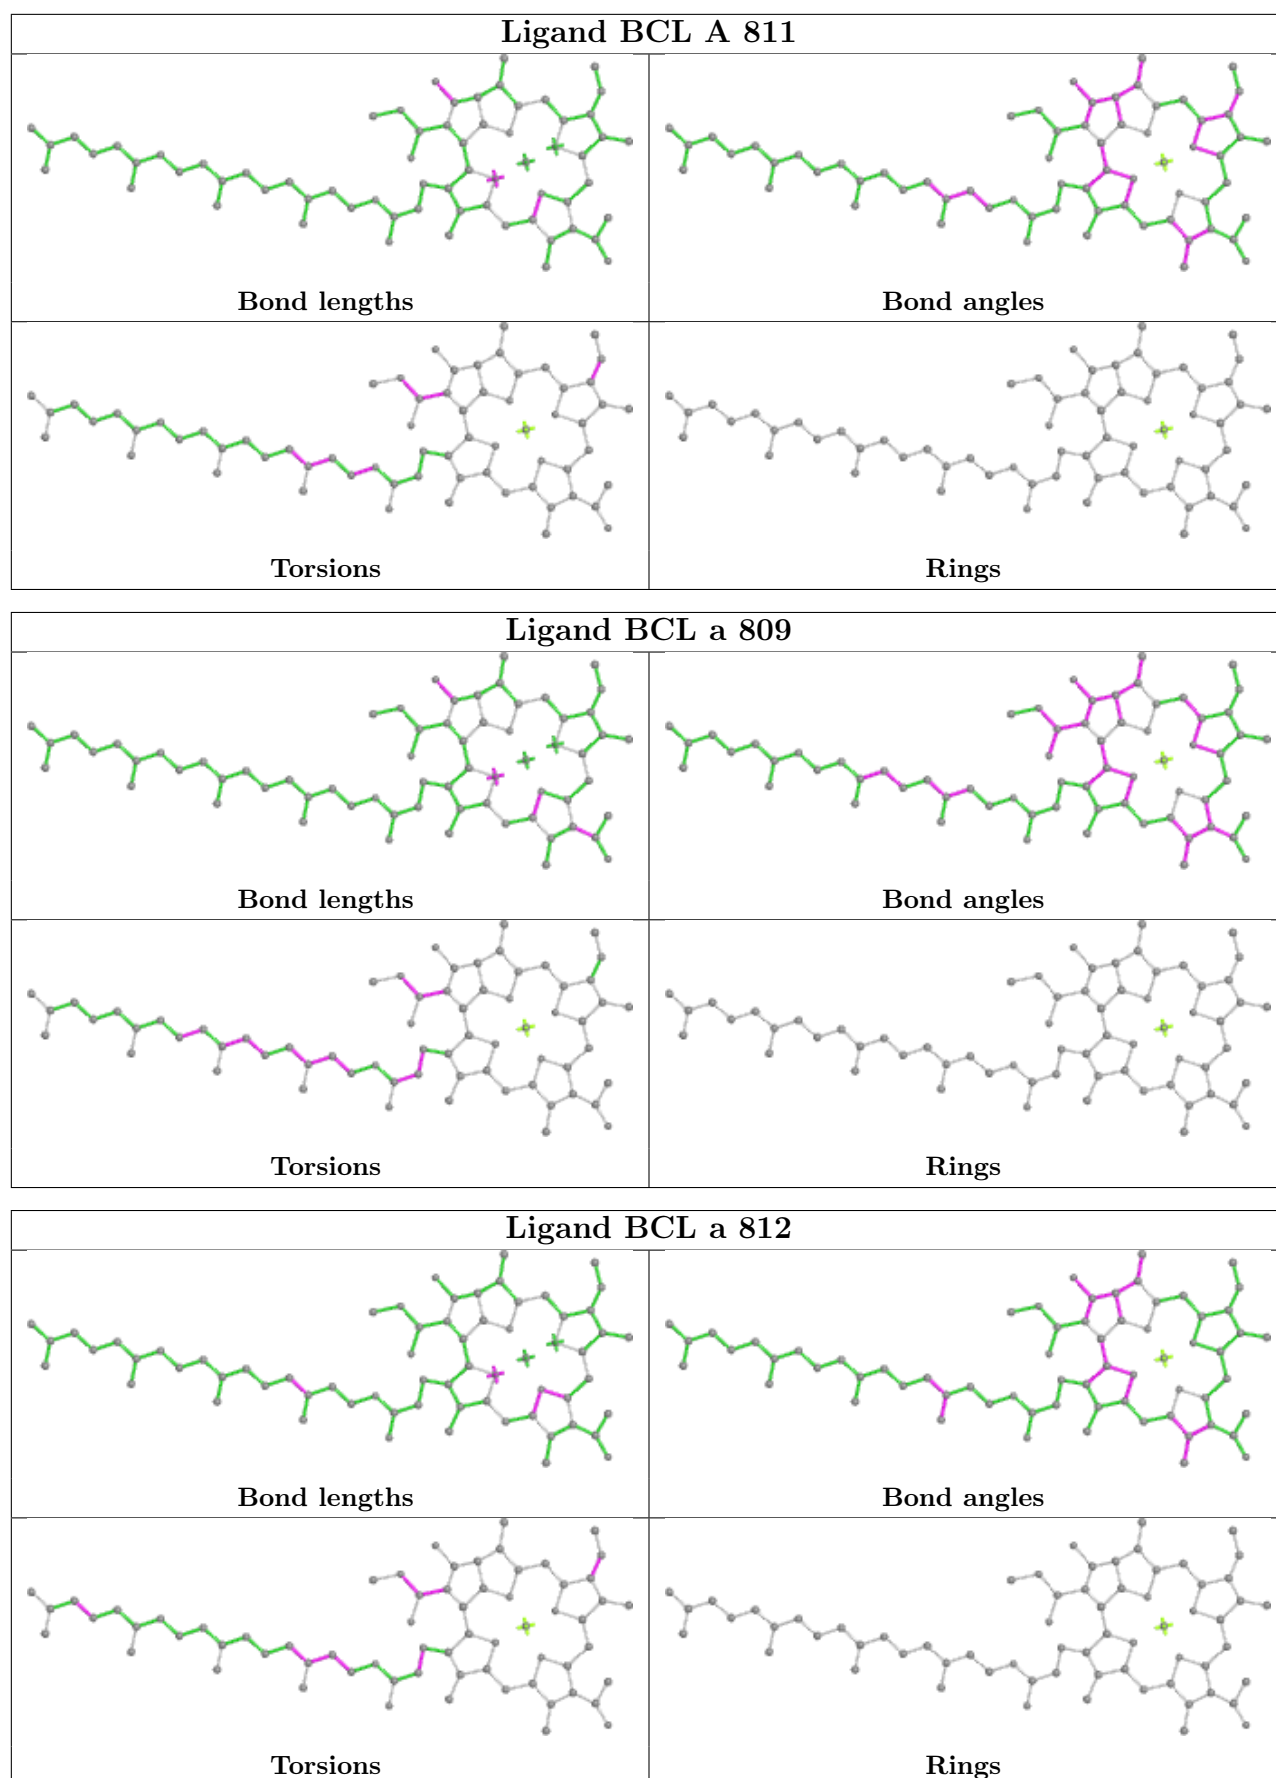 Ligand BCL A 811
Bond lengths
Bond angles
Torsions
Rings
Ligand BCL a 809
Bond lengths
Bond angles
Torsions
Rings
Ligand BCL a 812
Bond lengths
Bond angles
Torsions
Rings